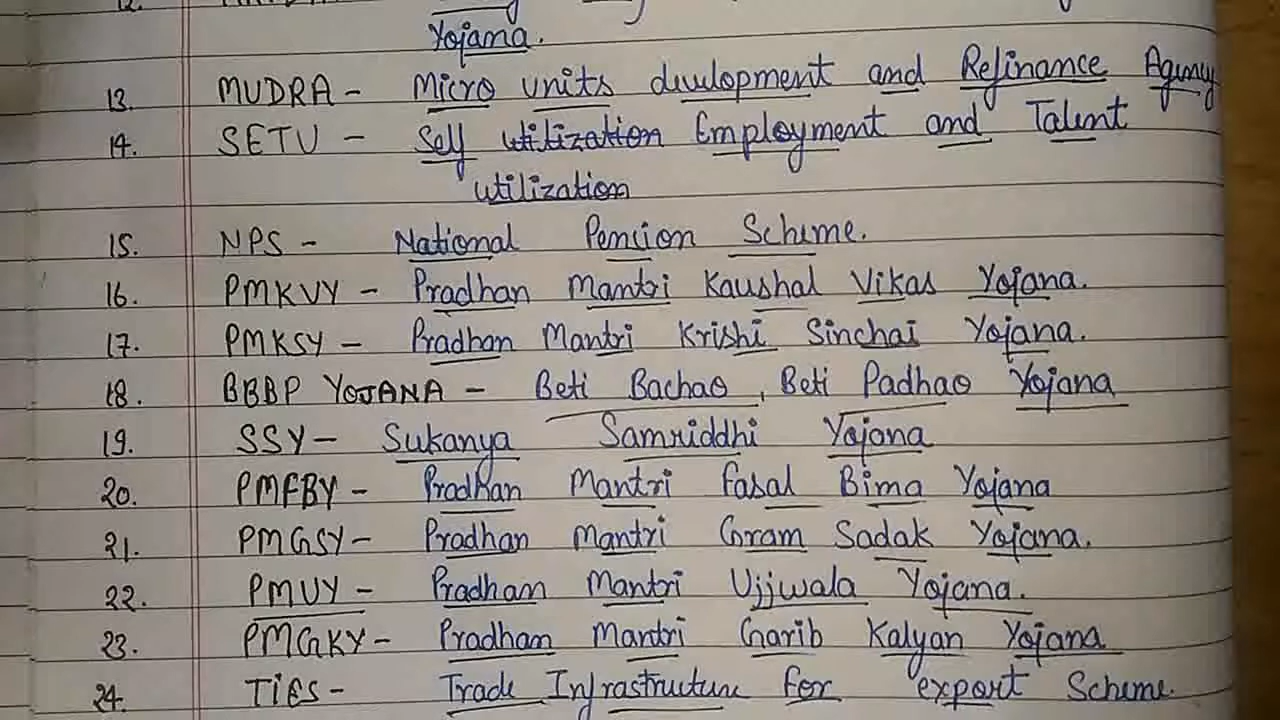 12.
Yojama.
13. MUDRA - Micro units development and Refinance Agency
14. SETU - Self utilization Employment and Talent
utilization
15. NPS - National Pencion Scheme.
16. PMKVY - Pradhan Mantri Kaushal Vikas Yojana.
17. PMKSY - Pradhan Mantri Krishi Sinchai Yojana.
18. BBBP YOJANA - Beti Bachao, Beti Padhao Yojana
19. SSY - Sukanya Samriddhi Yojana
20. PMFBY - Pradhan Mantri Fasal Bima Yojana
21. PMGSY - Pradhan Mantri Gram Sadak Yojana.
22. PMUY - Pradhan Mantri Ujjwala Yojana.
23. PMGKY - Pradhan Mantri Garib Kalyan Yojana
24. TIES - Trade Infrastructure For export Scheme.